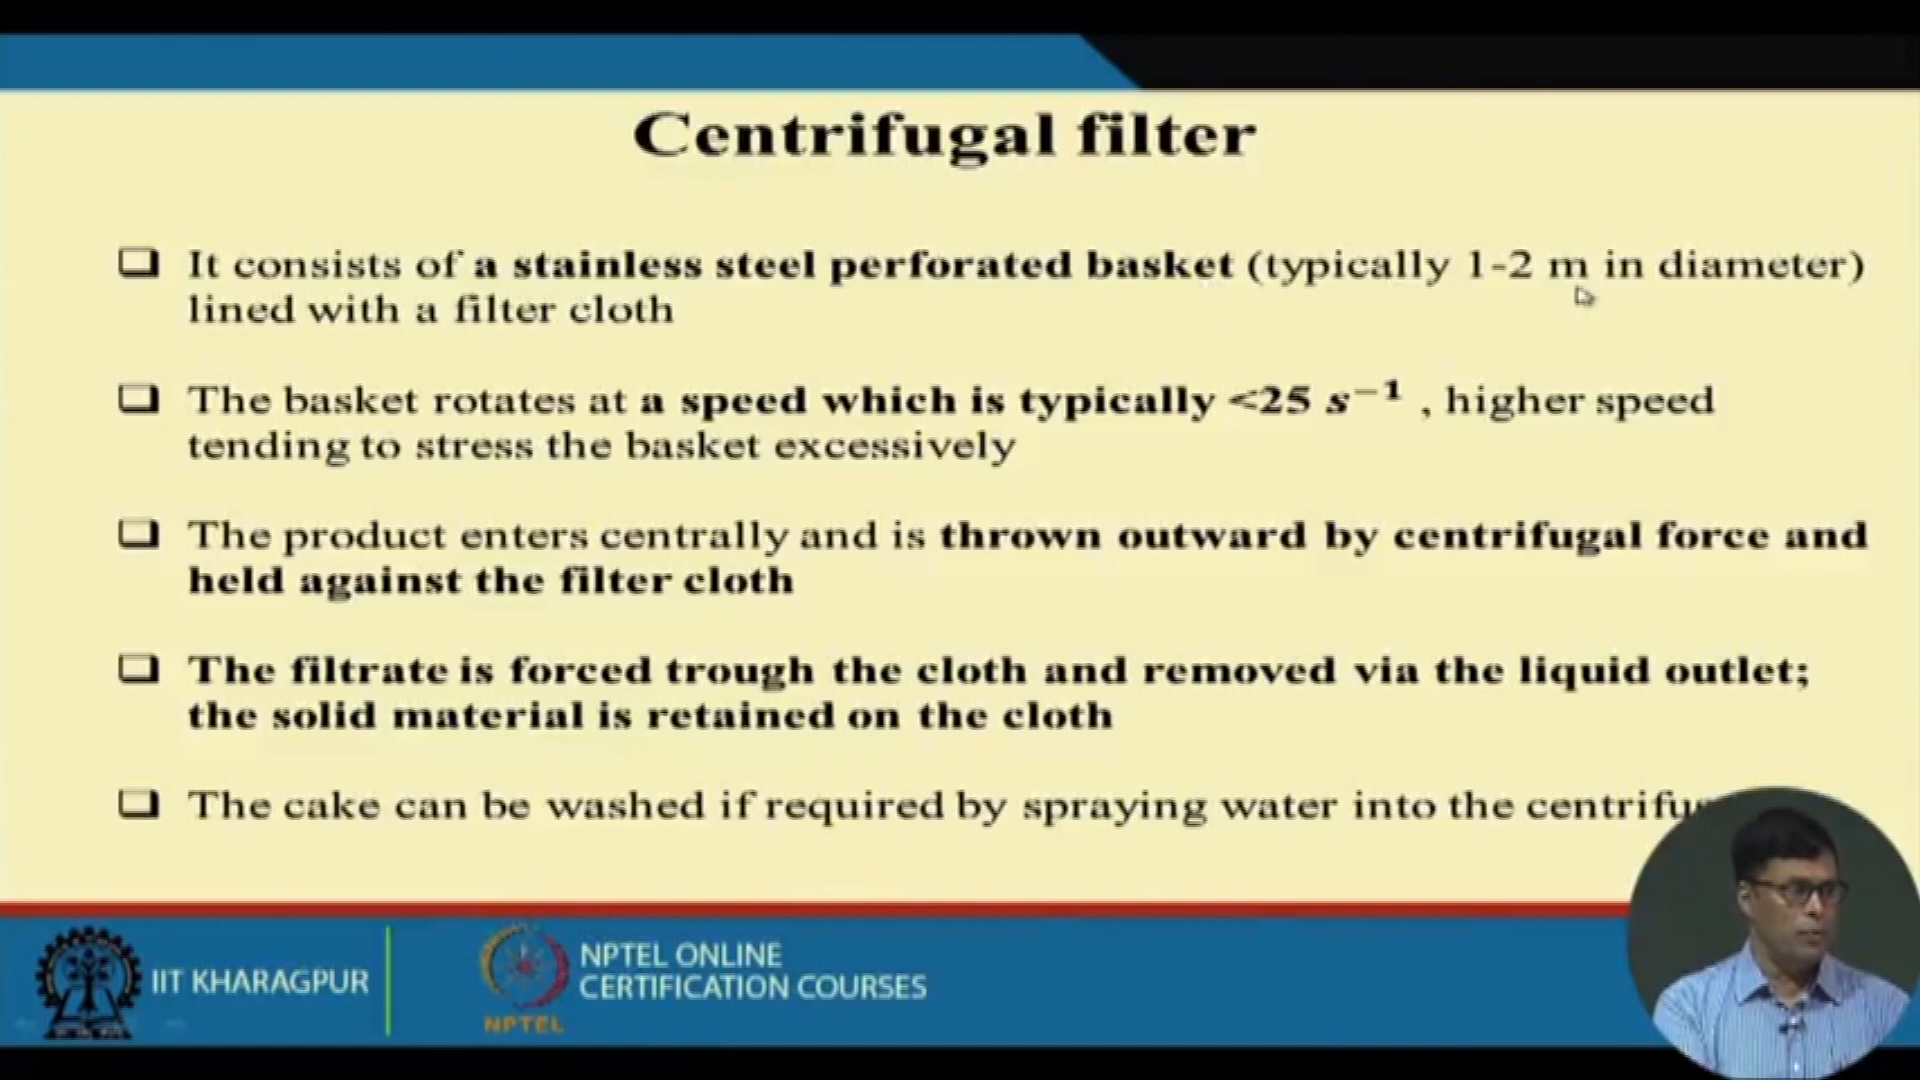 Centrifugal filter
❑ It consists of a stainless steel perforated basket (typically 1-2 m in diameter)
lined with a filter cloth
❑ The basket rotates at a speed which is typically <25 s⁻¹ , higher speed
tending to stress the basket excessively
❑ The product enters centrally and is thrown outward by centrifugal force and
held against the filter cloth
❑ The filtrate is forced trough the cloth and removed via the liquid outlet;
the solid material is retained on the cloth
❑ The cake can be washed if required by spraying water into the
IIT KHARAGPUR
NPTEL
NPTEL ONLINE
CERTIFICATION COURSES